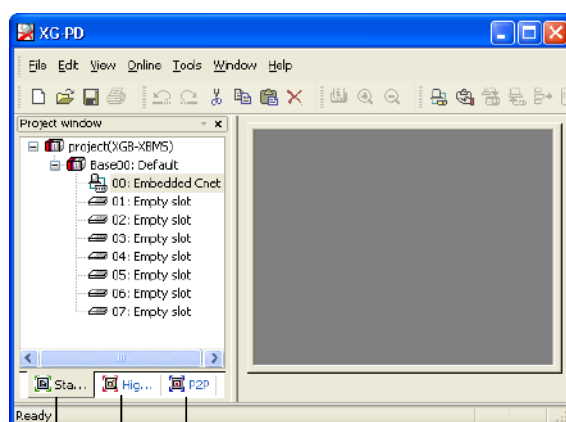 XG-PD
File Edit View Online Tools Window Help
Project window
project(XGB-XBMS)
Base00: Default
00: Embedded Cnet
01: Empty slot
02: Empty slot
03: Empty slot
04: Empty slot
05: Empty slot
06: Empty slot
07: Empty slot
Sta... Hig... P2P
Ready